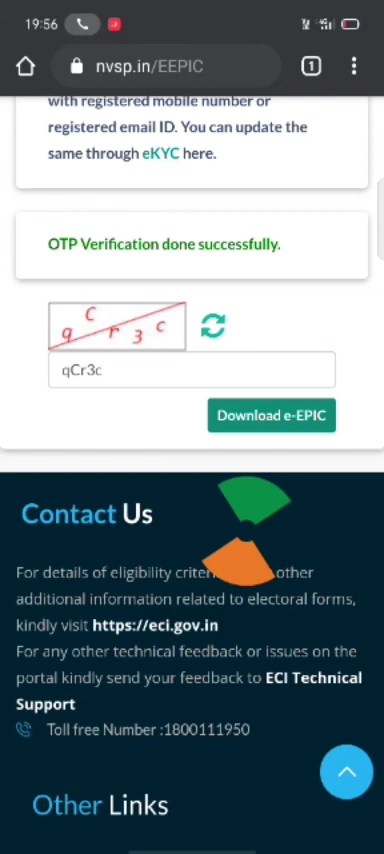 19:56
nvsp.in/EEPIC
1
with registered mobile number or
registered email ID. You can update the
same through eKYC here.
OTP Verification done successfully.
q C r 3 c
qCr3c
Download e-EPIC
Contact Us
For details of eligibility other
additional information related to electoral forms,
kindly visit https://eci.gov.in
For any other technical feedback or issues on the
portal kindly send your feedback to ECI Technical
Support
Toll free Number :1800111950
Other Links